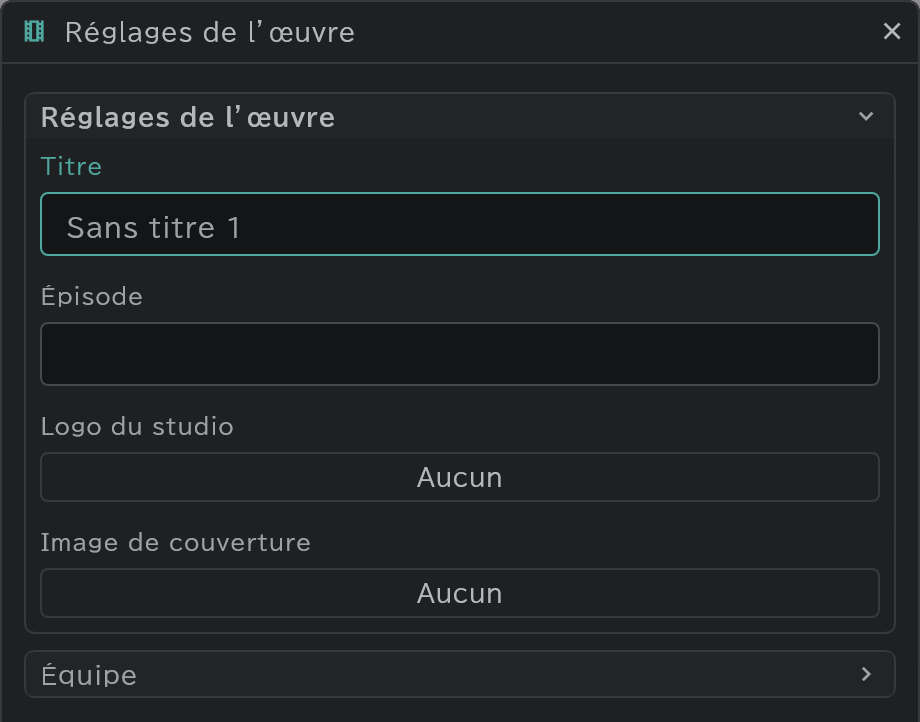 Réglages de l’œuvre
Réglages de l’œuvre
Titre
Sans titre 1
Épisode
Logo du studio
Aucun
Image de couverture
Aucun
Équipe